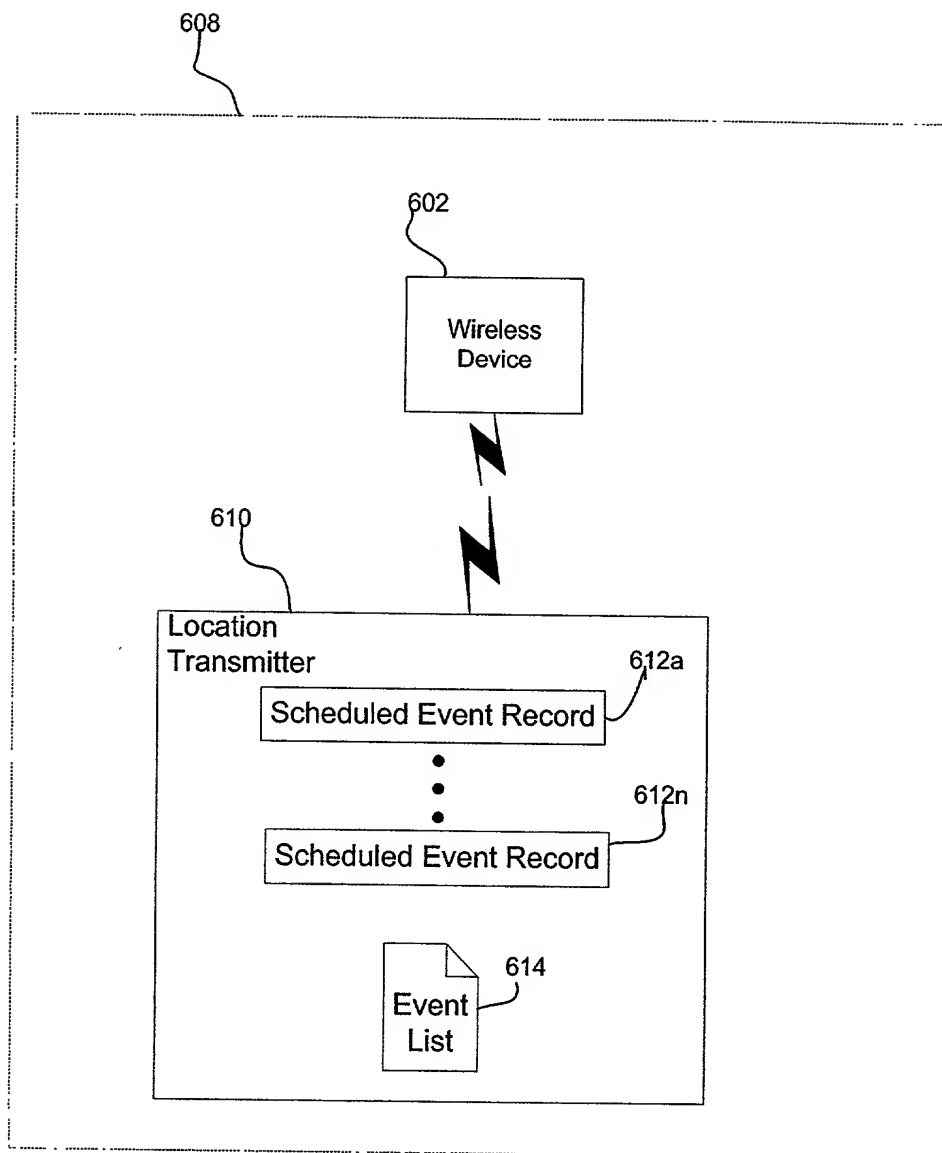 608
602
Wireless
Device
610
Location
Transmitter
612a
Scheduled Event Record
612n
Scheduled Event Record
614
Event
List